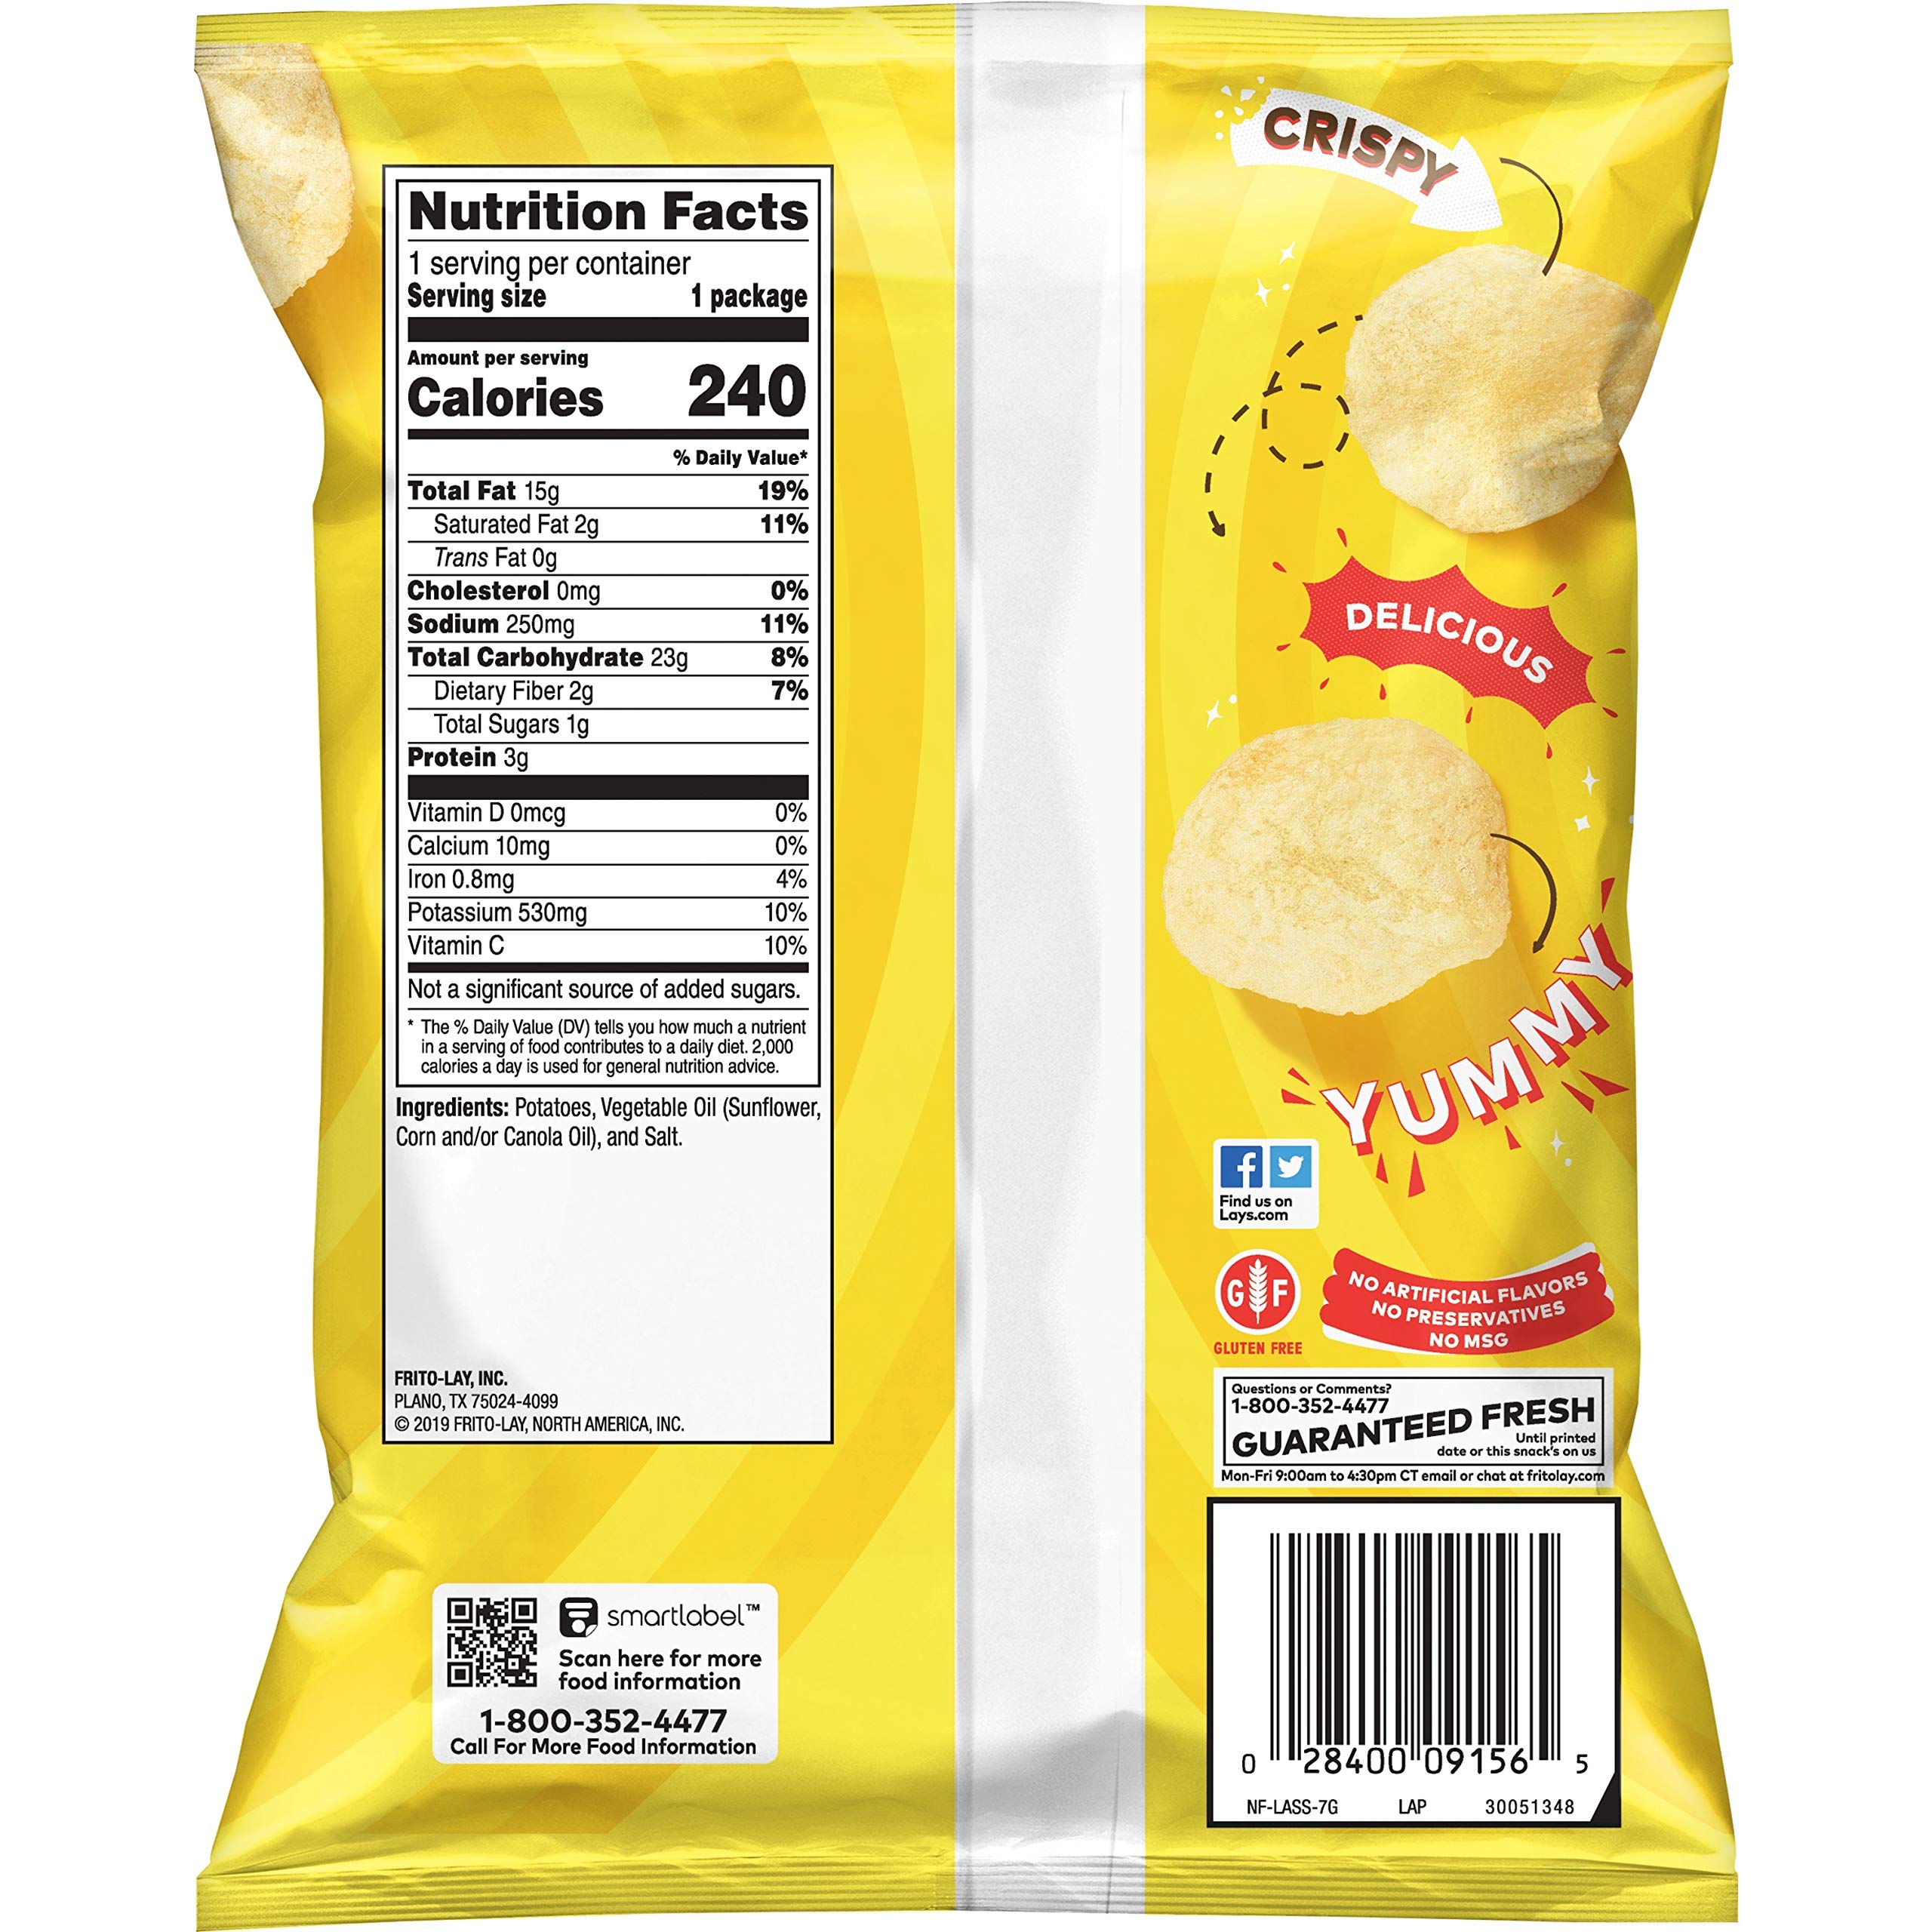 Nutrition Facts
1 serving per container
Serving size 1 package
Amount per serving
Calories 240
% Daily Value*
Total Fat 15g 19%
Saturated Fat 2g 11%
Trans Fat 0g
Cholesterol 0mg 0%
Sodium 250mg 11%
Total Carbohydrate 23g 8%
Dietary Fiber 2g 7%
Total Sugars 1g
Protein 3g
Vitamin D 0mcg 0%
Calcium 10mg 0%
Iron 0.8mg 4%
Potassium 530mg 10%
Vitamin C 10%
Not a significant source of added sugars.
* The % Daily Value (DV) tells you how much a nutrient
in a serving of food contributes to a daily diet. 2,000
calories a day is used for general nutrition advice.
Ingredients: Potatoes, Vegetable Oil (Sunflower,
Corn and/or Canola Oil), and Salt.
FRITO-LAY, INC.
PLANO, TX 75024-4099
© 2019 FRITO-LAY, NORTH AMERICA, INC.
smartlabel™
Scan here for more
food information
1-800-352-4477
Call For More Food Information
CRISPY
DELICIOUS
YUMMY
f
Find us on
Lays.com
G F
GLUTEN FREE
NO ARTIFICIAL FLAVORS
NO PRESERVATIVES
NO MSG
Questions or Comments?
1-800-352-4477
GUARANTEED FRESH
Until printed
date or this snack's on us
Mon-Fri 9:00am to 4:30pm CT email or chat at fritolay.com
0 28400 09156 5
NF-LASS-7G LAP 30051348